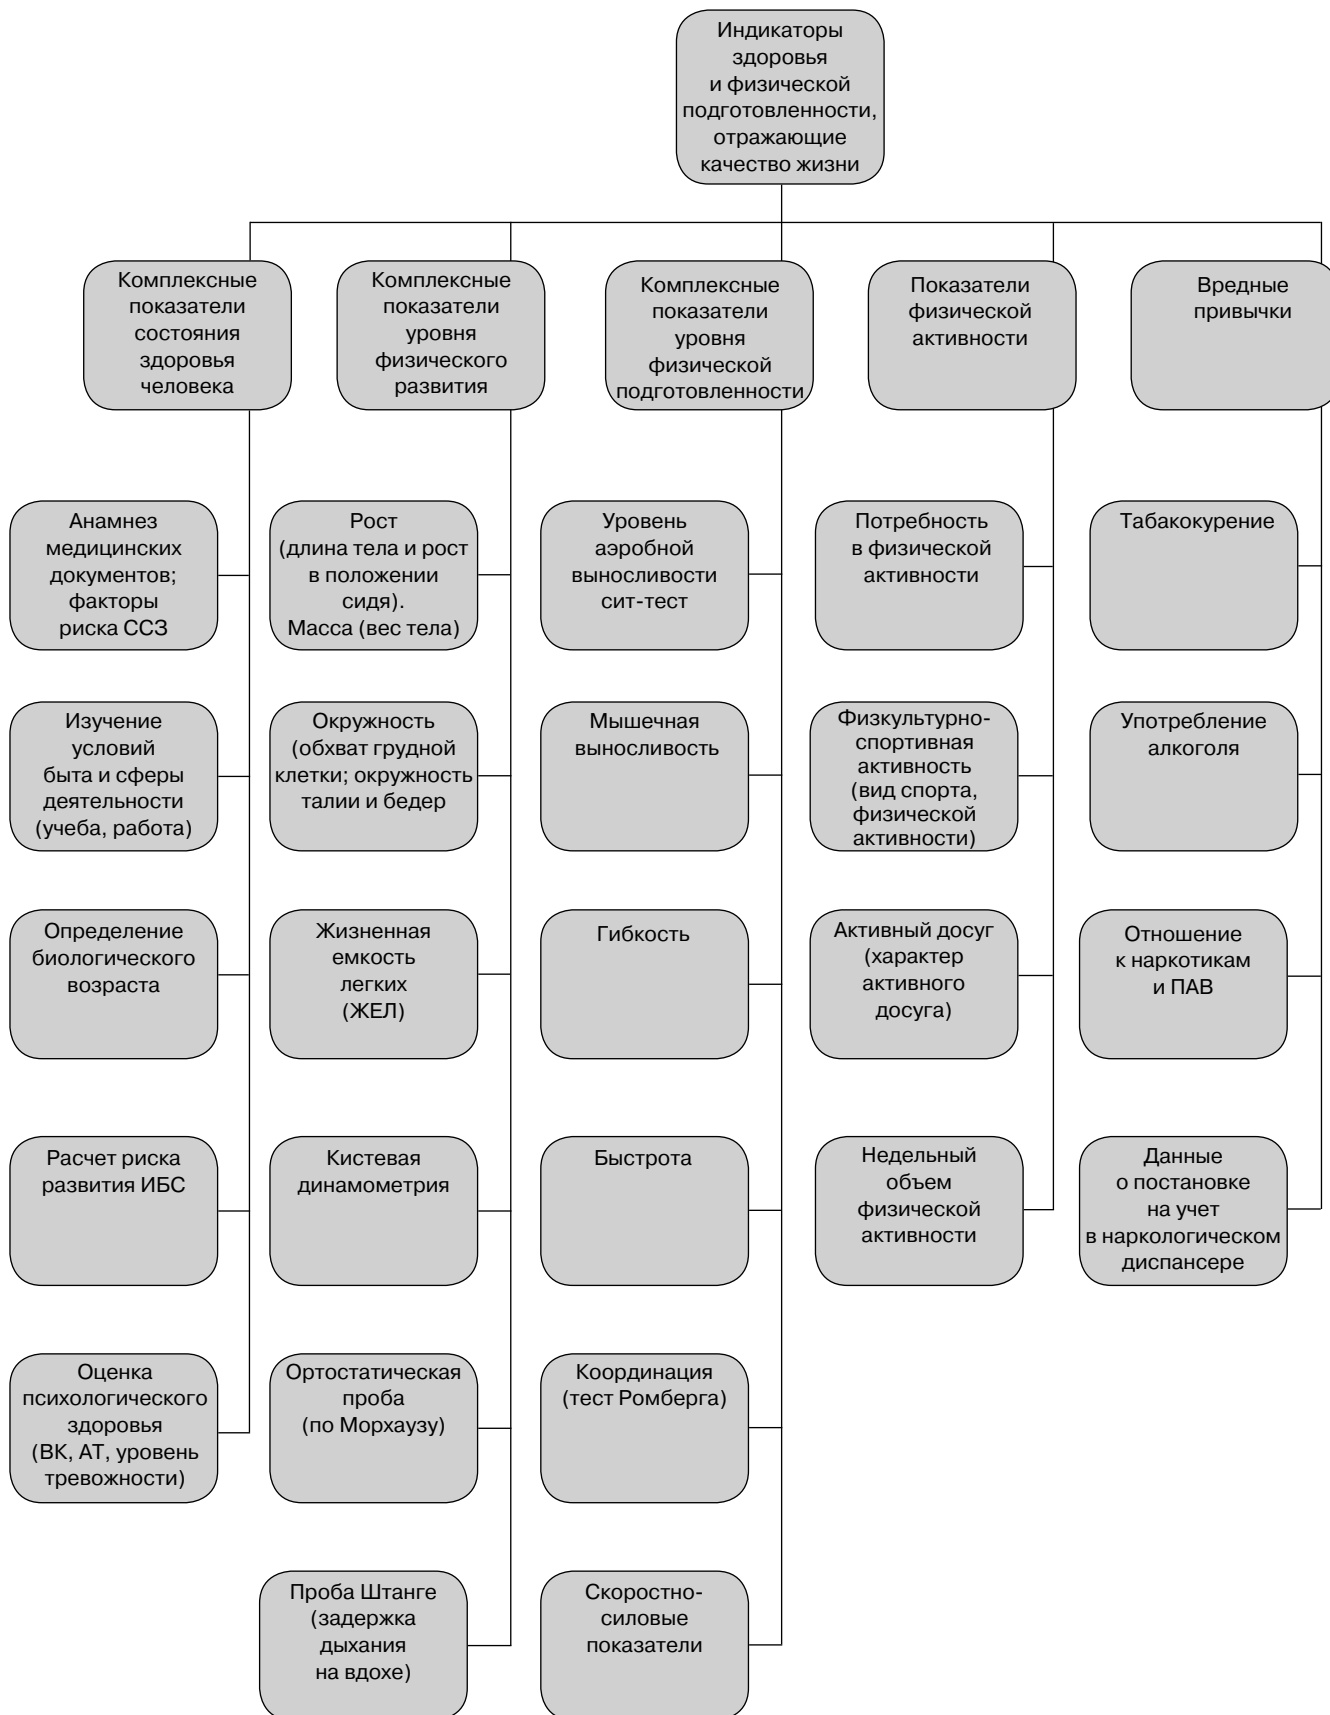 Индикаторы
здоровья
и физической
подготовленности,
отражающие
качество жизни
Комплексные
показатели
состояния
здоровья
человека
Комплексные
показатели
уровня
физического
развития
Комплексные
показатели
уровня
физической
подготовленности
Показатели
физической
активности
Вредные
привычки
Анамнез
медицинских
документов;
факторы
риска ССЗ
Рост
(длина тела и рост
в положении
сидя).
Масса (вес тела)
Уровень
аэробной
выносливости
сит-тест
Потребность
в физической
активности
Табакокурение
Изучение
условий
быта и сферы
деятельности
(учеба, работа)
Окружность
(обхват грудной
клетки; окружность
талии и бедер
Мышечная
выносливость
Физкультурно-
спортивная
активность
(вид спорта,
физической
активности)
Употребление
алкоголя
Определение
биологического
возраста
Жизненная
емкость
легких
(ЖЕЛ)
Гибкость
Активный досуг
(характер
активного
досуга)
Отношение
к наркотикам
и ПАВ
Расчет риска
развития ИБС
Кистевая
динамометрия
Быстрота
Недельный
объем
физической
активности
Данные
о постановке
на учет
в наркологическом
диспансере
Оценка
психологического
здоровья
(ВК, АТ, уровень
тревожности)
Ортостатическая
проба
(по Морхаузу)
Координация
(тест Ромберга)
Проба Штанге
(задержка
дыхания
на вдохе)
Скоростно-
силовые
показатели